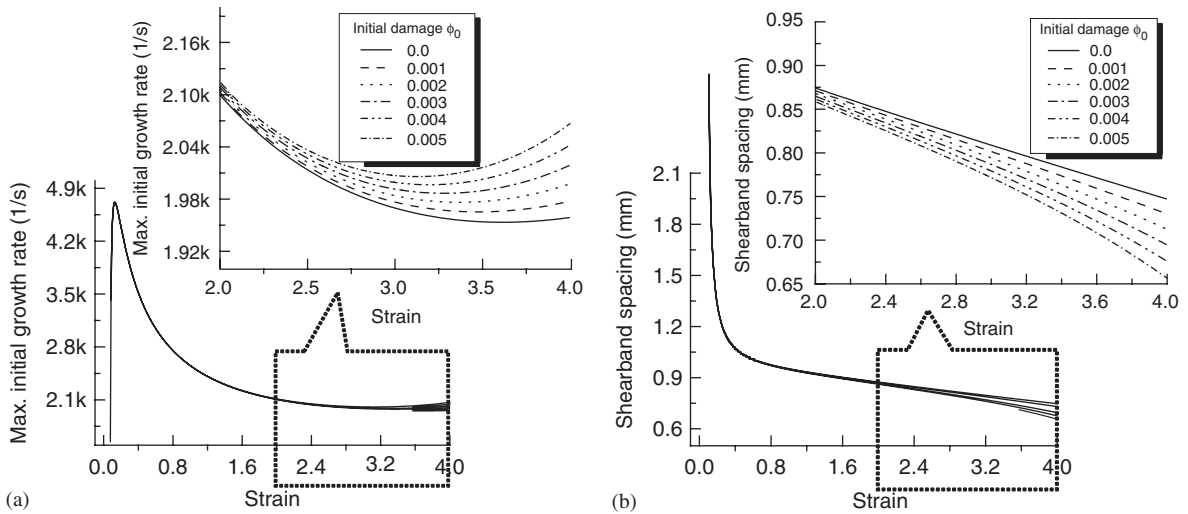 Max. initial growth rate (1/s)
4.9k
4.2k
3.5k
2.8k
2.1k
0.0
0.8
1.6
2.4
3.2
4.0
Strain
(a)
Max. initial growth rate (1/s)
2.16k
2.10k
2.04k
1.98k
1.92k
2.0
2.5
3.0
3.5
4.0
Strain
Initial damage ϕ0
0.0
0.001
0.002
0.003
0.004
0.005
Shearband spacing (mm)
2.1
1.8
1.5
1.2
0.9
0.6
0.0
0.8
1.6
2.4
3.2
4.0
Strain
(b)
Shearband spacing (mm)
0.95
0.90
0.85
0.80
0.75
0.70
0.65
2.0
2.4
2.8
3.2
3.6
4.0
Strain
Initial damage ϕ0
0.0
0.001
0.002
0.003
0.004
0.005